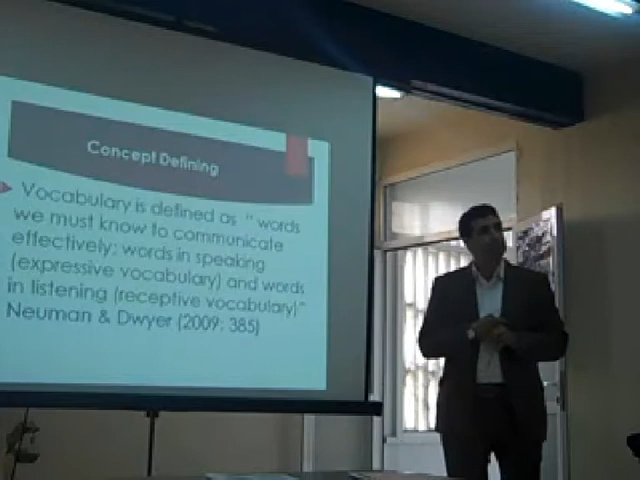 Concept Defining
Vocabulary is defined as " words
we must know to communicate
effectively: words in speaking
(expressive vocabulary) and words
in listening (receptive vocabulary)"
Neuman & Dwyer (2009: 385)